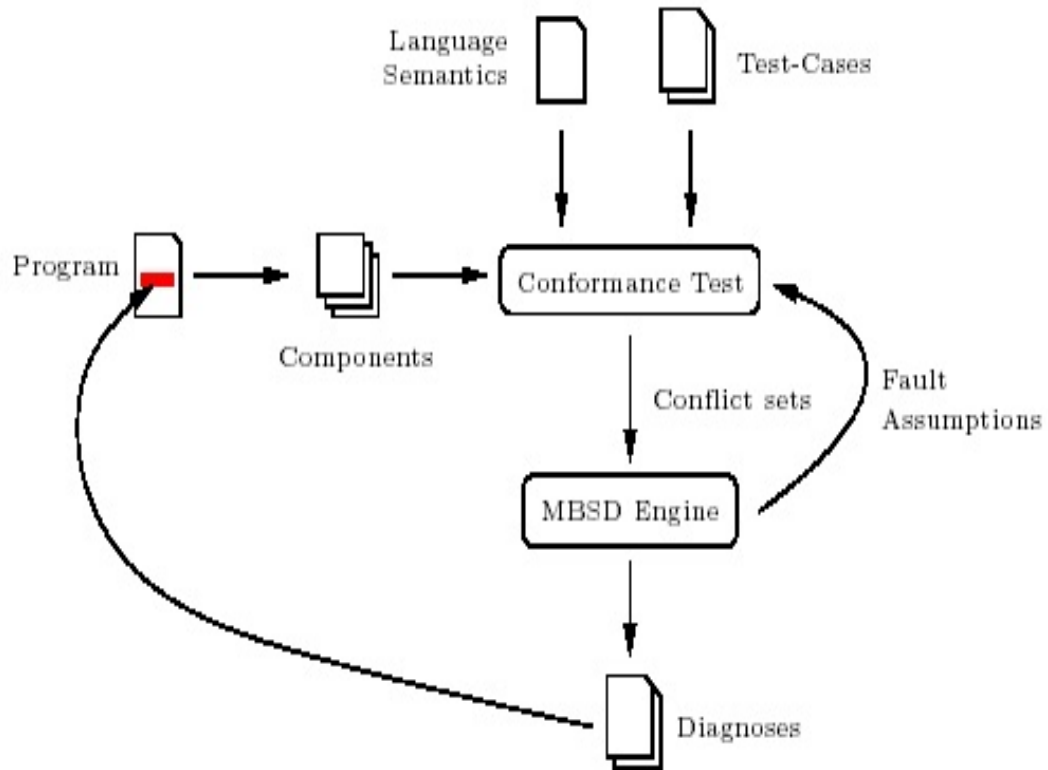 Language
Semantics
Test-Cases
Program
Conformance Test
Components
Conflict sets
Fault
Assumptions
MBSD Engine
Diagnoses